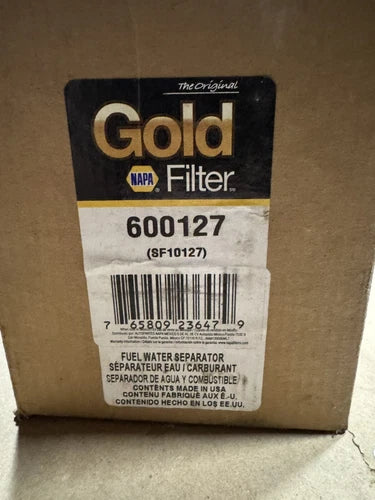 The Original
Gold
NAPA Filter
600127
(SF10127)
7 65809 23647 9
FUEL WATER SEPARATOR
SÉPARATEUR EAU / CARBURANT
SEPARADOR DE AGUA Y COMBUSTIBLE
CONTENTS MADE IN USA
CONTENU FABRIQUÉ AUX É.-U.
CONTENIDO HECHO EN LOS EE.UU.